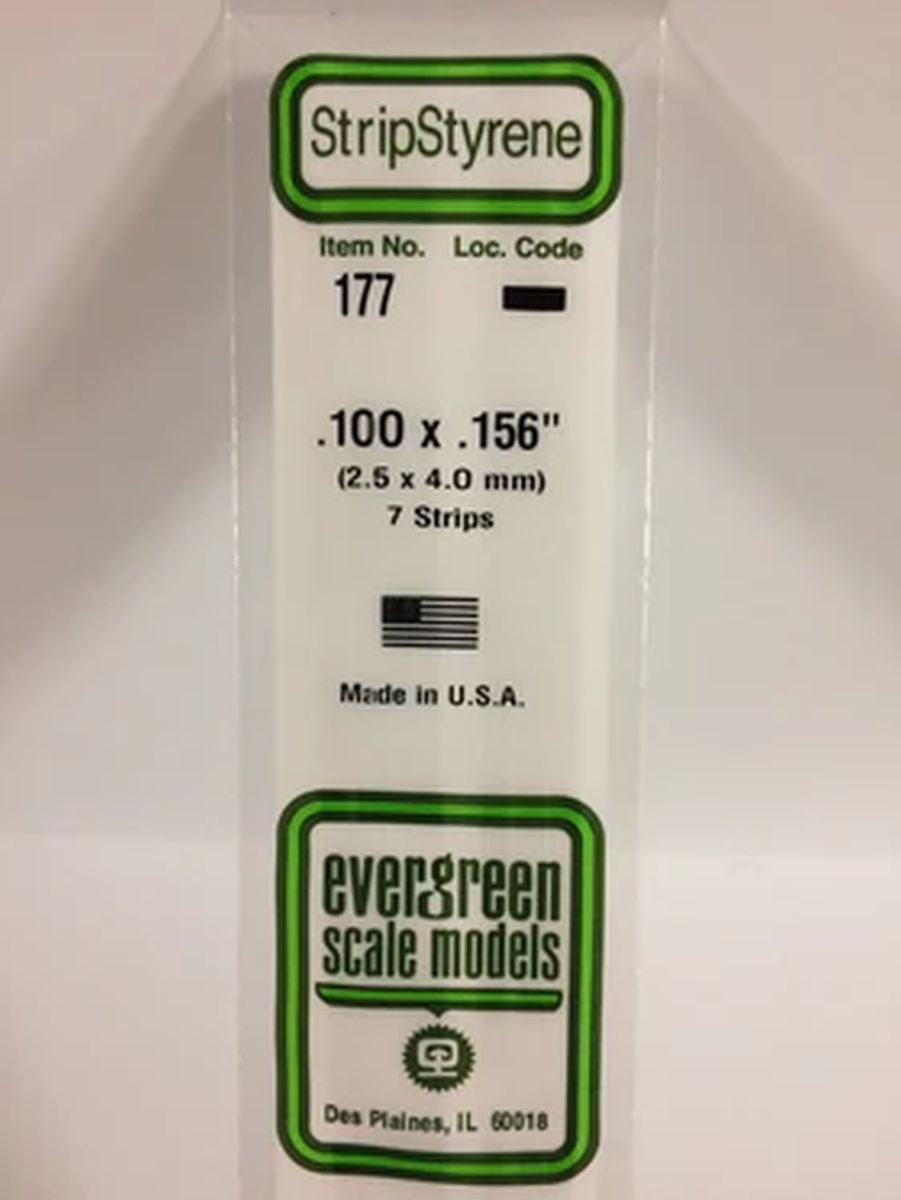 StripStyrene
Item No. Loc. Code
177
.100 x .156"
(2.5 x 4.0 mm)
7 Strips
Made in U.S.A.
evergreen
scale models
Des Plaines, IL 60018